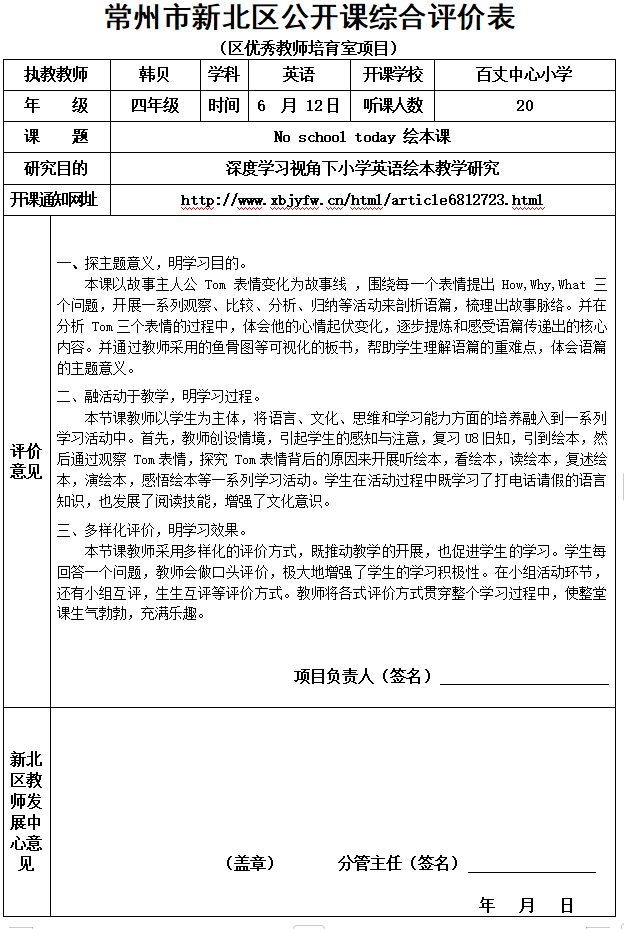 常州市新北区公开课综合评价表
（区优秀教师培育室项目）
执教教师 韩贝 学科 英语 开课学校 百丈中心小学
年 级 四年级 时间 6 月 12日 听课人数 20
课 题 No school today 绘本课
研究目的 深度学习视角下小学英语绘本教学研究
开课通知网址 http://www.xbjyfw.cn/html/article6812723.html
评价
意见
一、探主题意义，明学习目的。
本课以故事主人公 Tom 表情变化为故事线 ，围绕每一个表情提出 How,Why,What 三
个问题，开展一系列观察、比较、分析、归纳等活动来剖析语篇，梳理出故事脉络。并在
分析 Tom三个表情的过程中，体会他的心情起伏变化，逐步提炼和感受语篇传递出的核心
内容。并通过教师采用的鱼骨图等可视化的板书，帮助学生理解语篇的重难点，体会语篇
的主题意义。
二、融活动于教学，明学习过程。
本节课教师以学生为主体，将语言、文化、思维和学习能力方面的培养融入到一系列
学习活动中。首先，教师创设情境，引起学生的感知与注意，复习 U8旧知，引到绘本，然
后通过观察 Tom表情，探究 Tom表情背后的原因来开展听绘本，看绘本，读绘本，复述绘
本，演绘本，感悟绘本等一系列学习活动。学生在活动过程中既学习了打电话请假的语言
知识，也发展了阅读技能，增强了文化意识。
三、多样化评价，明学习效果。
本节课教师采用多样化的评价方式，既推动教学的开展，也促进学生的学习。学生每
回答一个问题，教师会做口头评价，极大地增强了学生的学习积极性。在小组活动环节，
还有小组互评，生生互评等评价方式。教师将各式评价方式贯穿整个学习过程中，使整堂
课生气勃勃，充满乐趣。
项目负责人（签名）
新北
区教
师发
展中
心意
见
（盖章） 分管主任（签名）
年 月 日